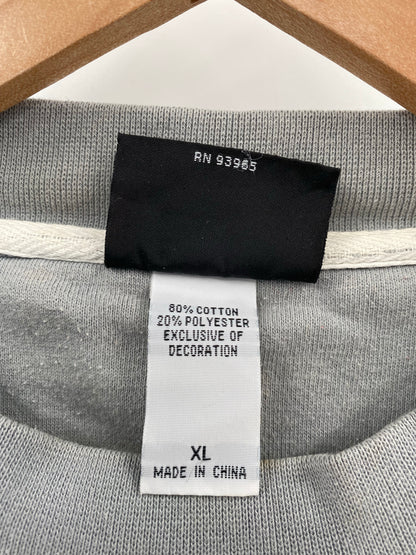 RN 93965
80% COTTON
20% POLYESTER
EXCLUSIVE OF
DECORATION
XL
MADE IN CHINA